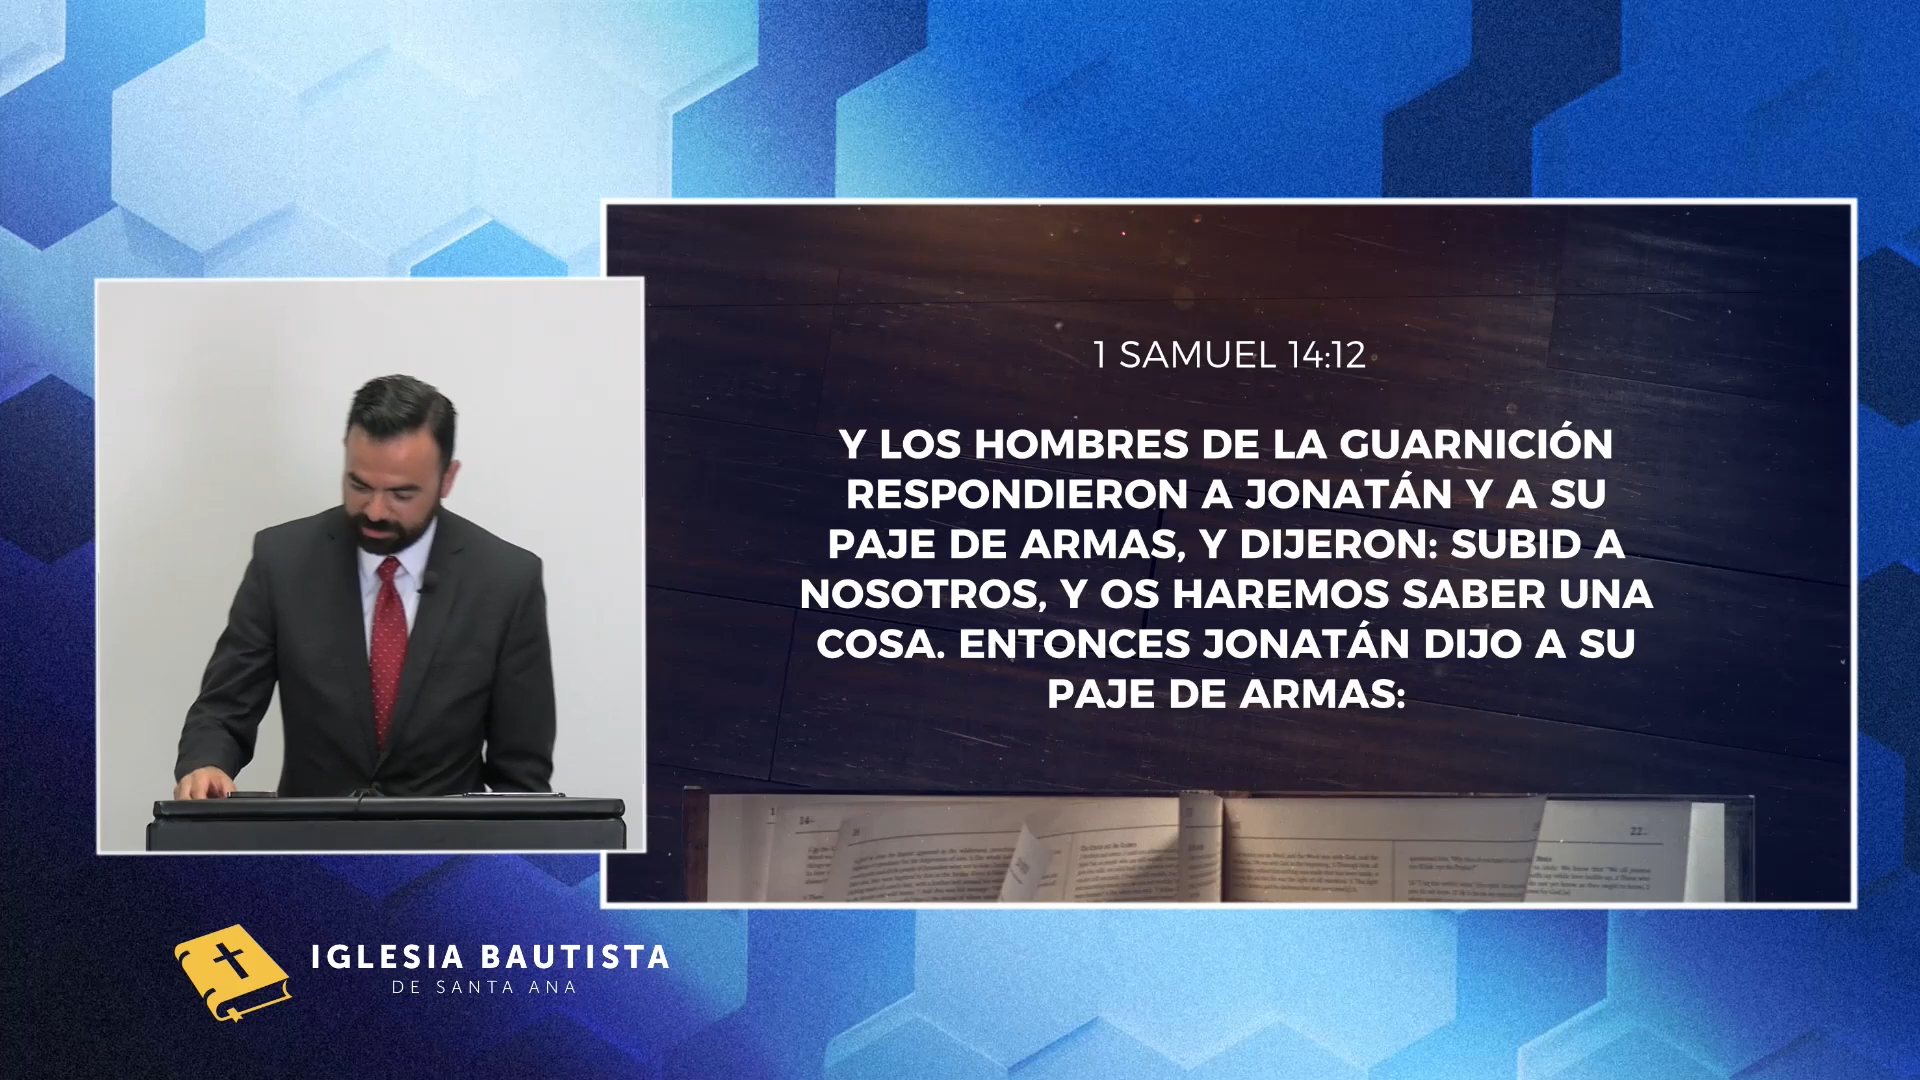 1 SAMUEL 14:12
Y LOS HOMBRES DE LA GUARNICIÓN
RESPONDIERON A JONATÁN Y A SU
PAJE DE ARMAS, Y DIJERON: SUBID A
NOSOTROS, Y OS HAREMOS SABER UNA
COSA. ENTONCES JONATÁN DIJO A SU
PAJE DE ARMAS:
IGLESIA BAUTISTA
DE SANTA ANA